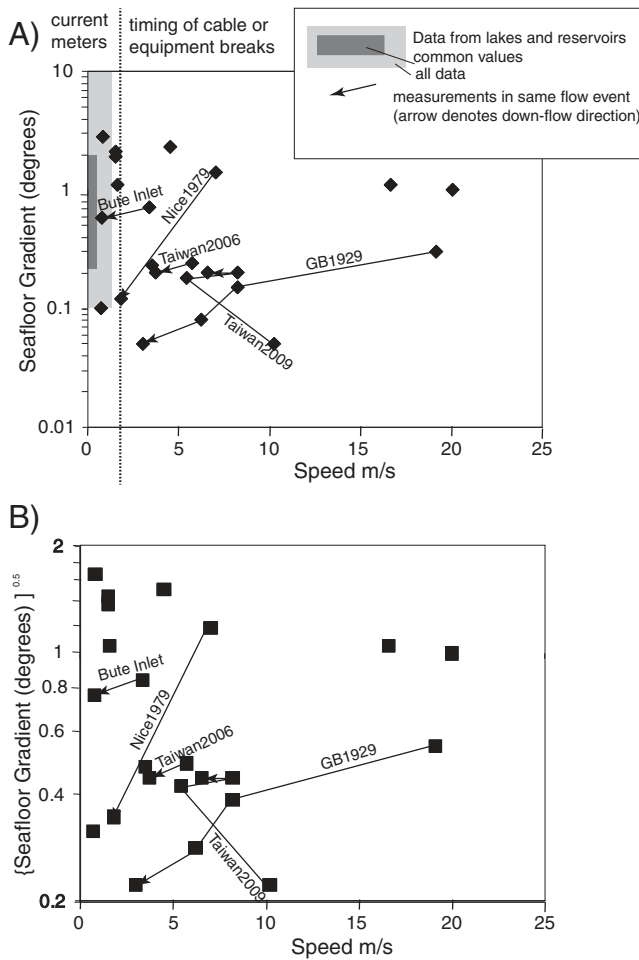 A)
current meters
timing of cable or equipment breaks
Data from lakes and reservoirs
common values
all data
measurements in same flow event
(arrow denotes down-flow direction)
Seafloor Gradient (degrees)
10
1
0.1
0.01
Bute Inlet
Nice1979
Taiwan2006
GB1929
Taiwan2009
0 5 10 15 20 25
Speed m/s
B)
{Seafloor Gradient (degrees) ] 0.5
2
1
0.8
0.6
0.4
0.2
Bute Inlet
Nice1979
Taiwan2006
GB1929
Taiwan2009
0 5 10 15 20 25
Speed m/s